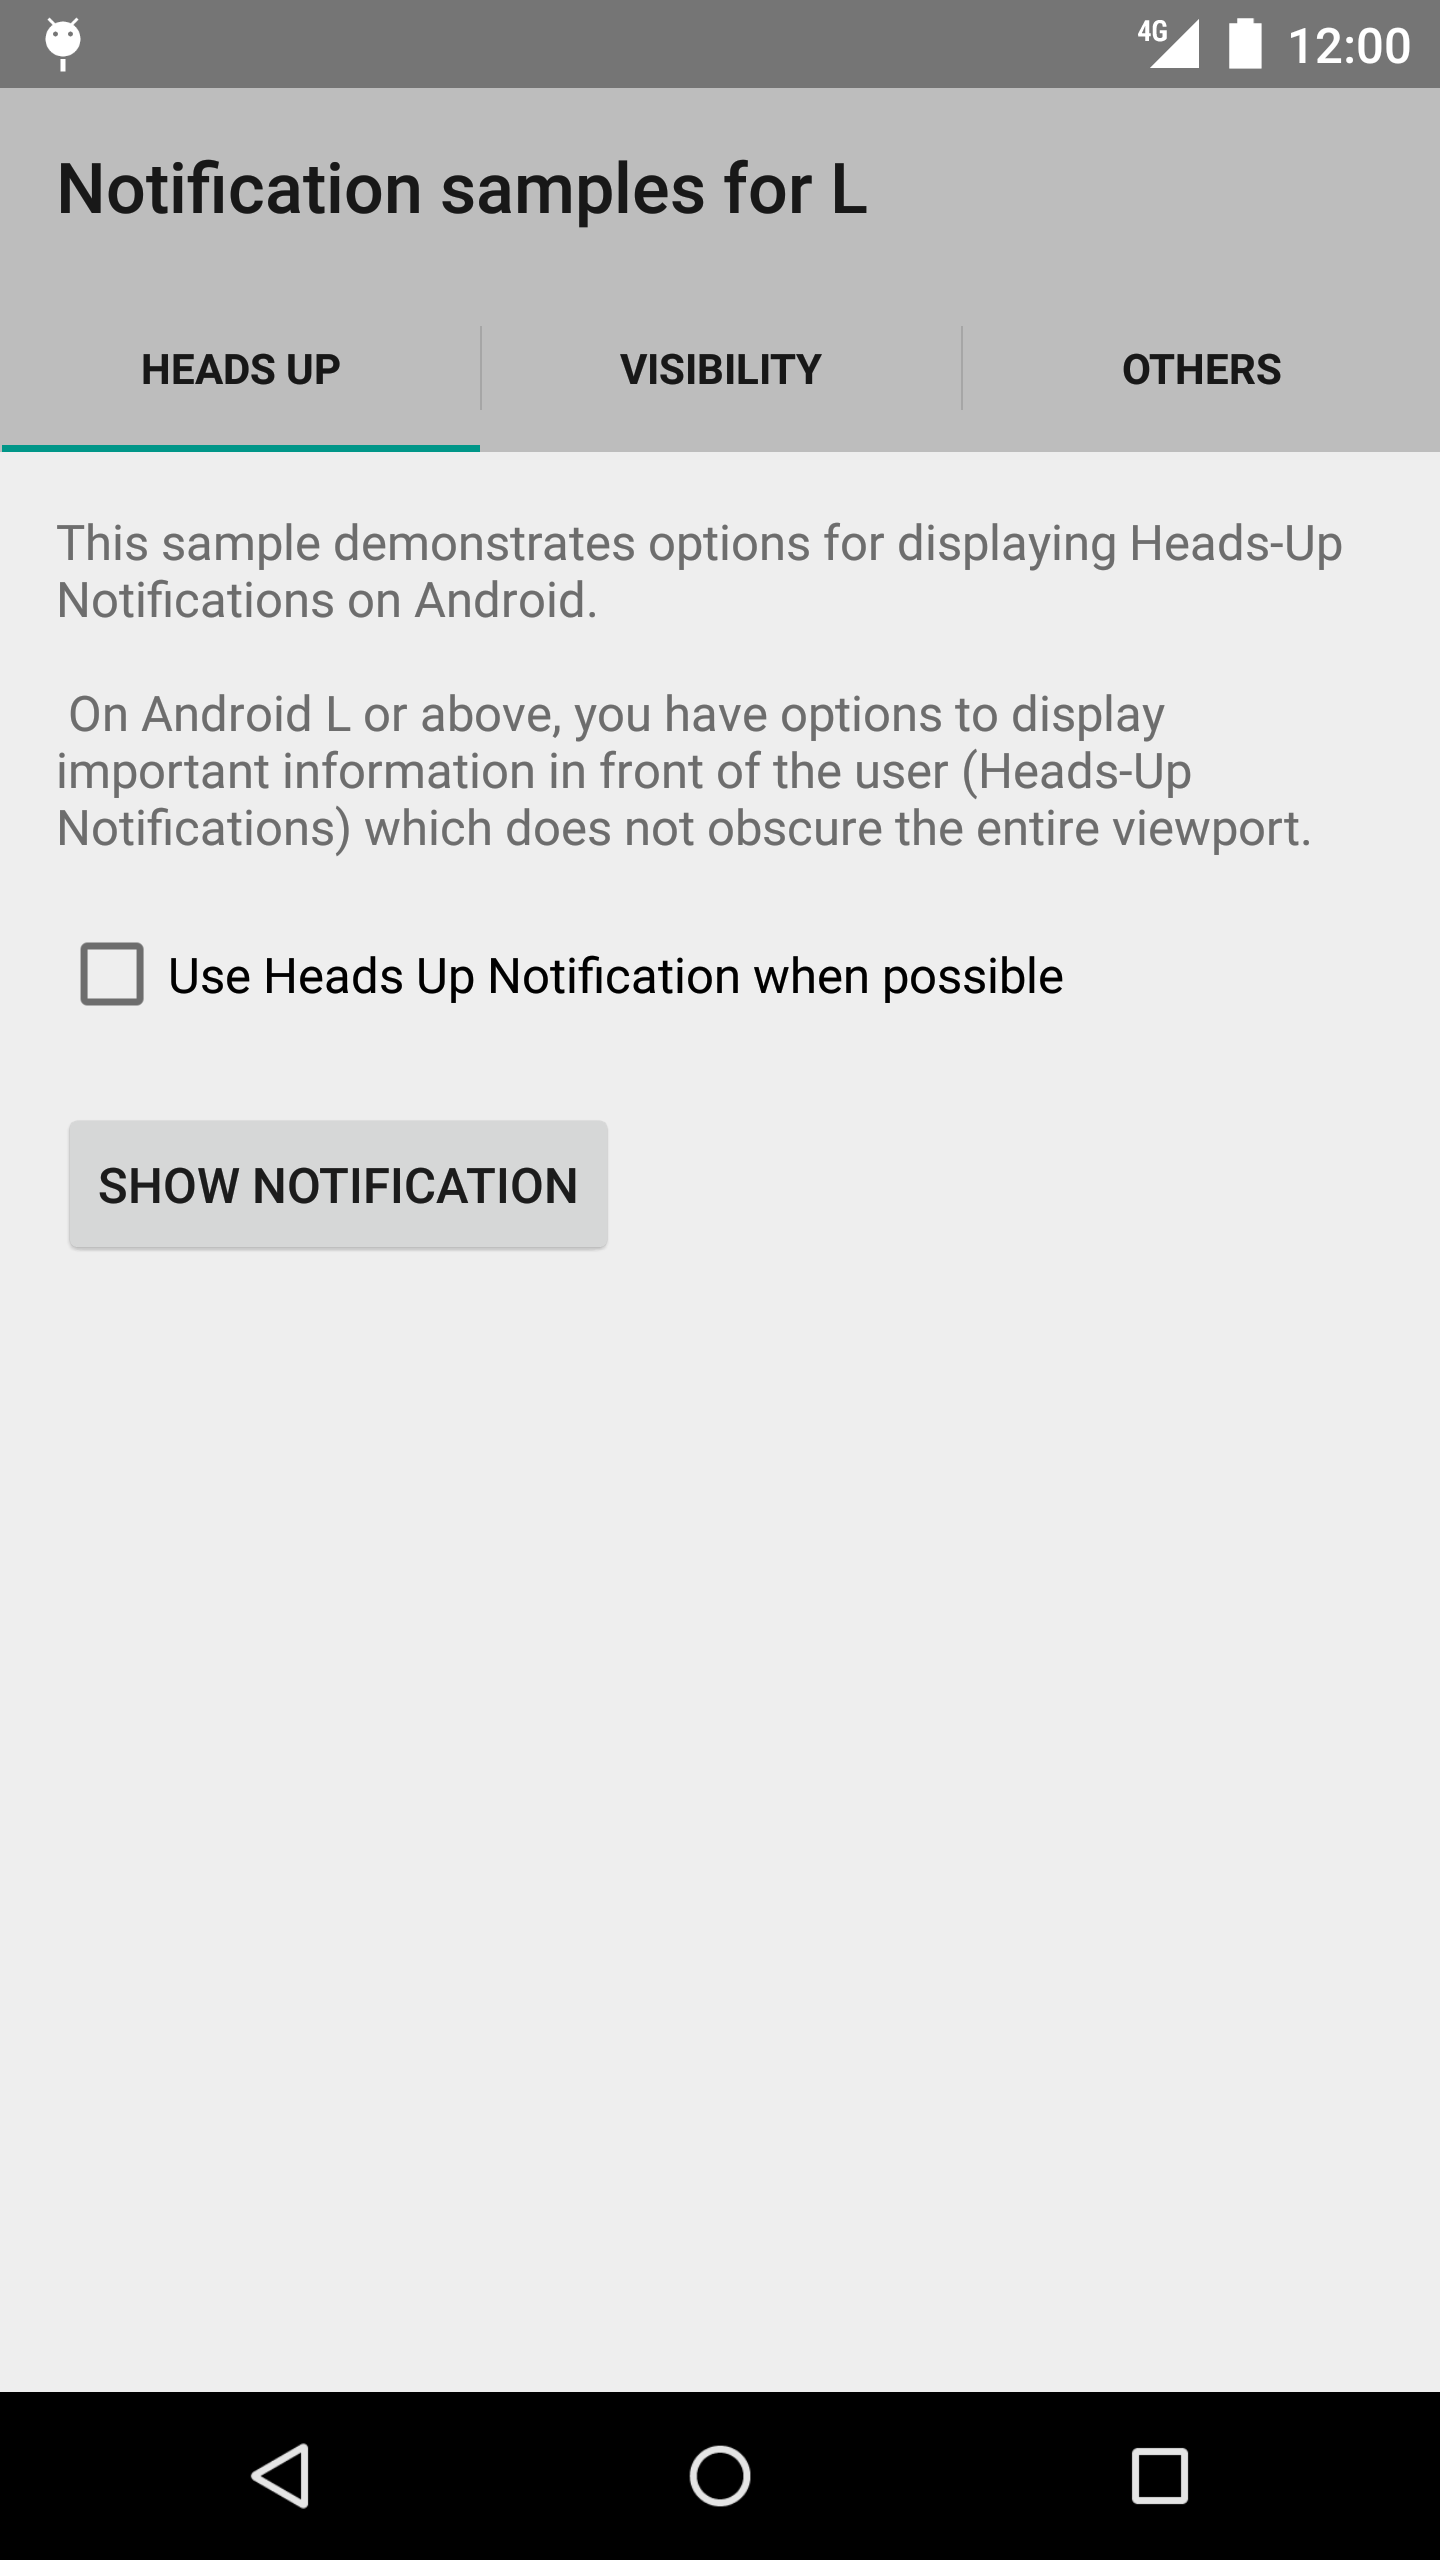 4G 12:00
Notification samples for L
HEADS UP VISIBILITY OTHERS
This sample demonstrates options for displaying Heads-Up
Notifications on Android.
On Android L or above, you have options to display
important information in front of the user (Heads-Up
Notifications) which does not obscure the entire viewport.
Use Heads Up Notification when possible
SHOW NOTIFICATION